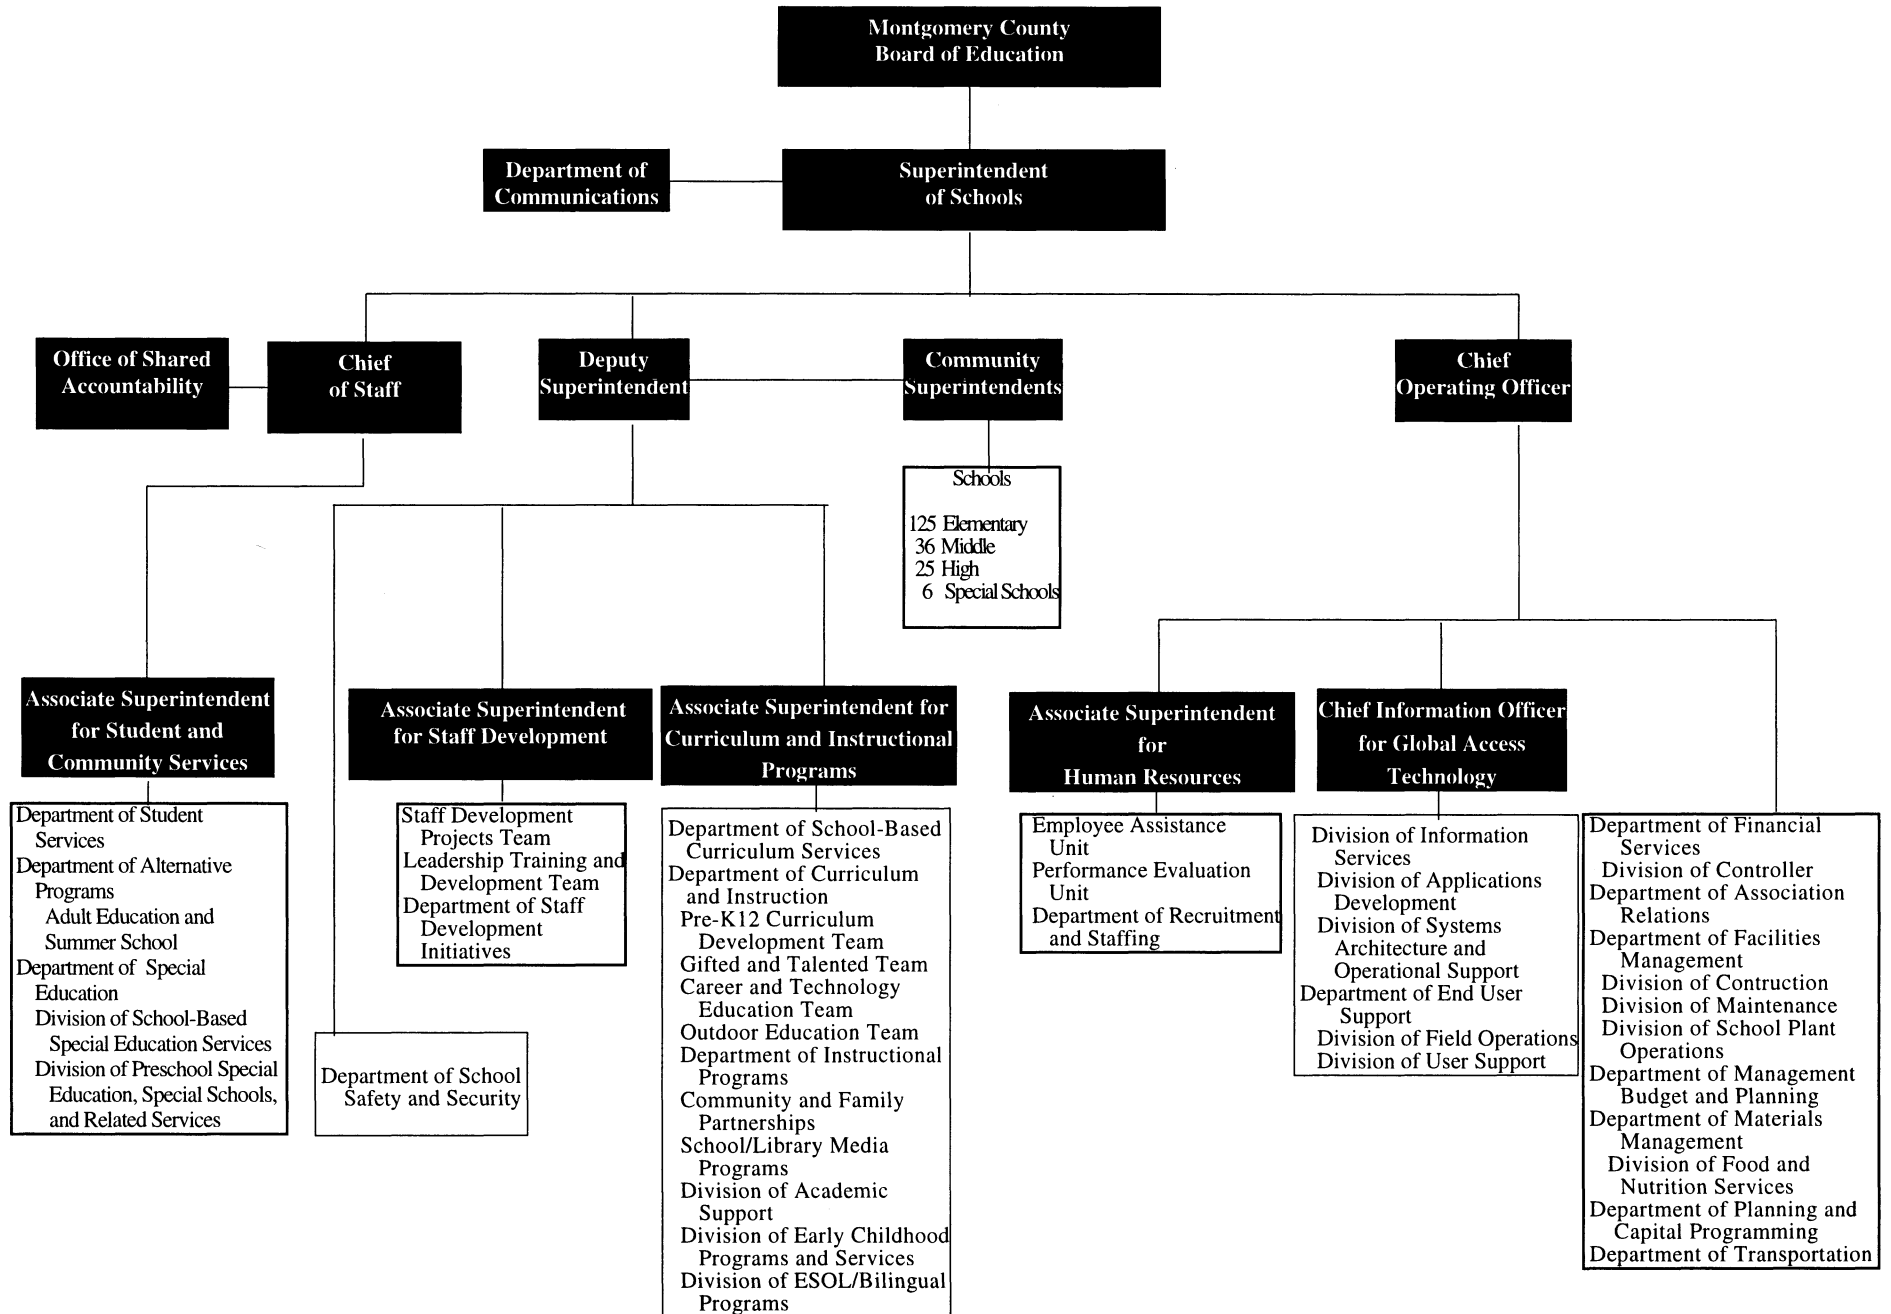 Montgomery County
Board of Education
Department of
Communications
Superintendent
of Schools
Office of Shared
Accountability
Chief
of Staff
Deputy
Superintendent
Community
Superintendents
Chief
Operating Officer
Schools
125 Elementary
36 Middle
25 High
6 Special Schools
Associate Superintendent
for Student and
Community Services
Associate Superintendent
for Staff Development
Associate Superintendent for
Curriculum and Instructional
Programs
Associate Superintendent
for
Human Resources
Chief Information Officer
for Global Access
Technology
Department of Student
Services
Department of Alternative
Programs
Adult Education and
Summer School
Department of Special
Education
Division of School-Based
Special Education Services
Division of Preschool Special
Education, Special Schools,
and Related Services
Department of School
Safety and Security
Staff Development
Projects Team
Leadership Training and
Development Team
Department of Staff
Development
Initiatives
Department of School-Based
Curriculum Services
Department of Curriculum
and Instruction
Pre-K12 Curriculum
Development Team
Gifted and Talented Team
Career and Technology
Education Team
Outdoor Education Team
Department of Instructional
Programs
Community and Family
Partnerships
School/Library Media
Programs
Division of Academic
Support
Division of Early Childhood
Programs and Services
Division of ESOL/Bilingual
Programs
Employee Assistance
Unit
Performance Evaluation
Unit
Department of Recruitment
and Staffing
Division of Information
Services
Division of Applications
Development
Division of Systems
Architecture and
Operational Support
Department of End User
Support
Division of Field Operations
Division of User Support
Department of Financial
Services
Division of Controller
Department of Association
Relations
Department of Facilities
Management
Division of Contruction
Division of Maintenance
Division of School Plant
Operations
Department of Management
Budget and Planning
Department of Materials
Management
Division of Food and
Nutrition Services
Department of Planning and
Capital Programming
Department of Transportation